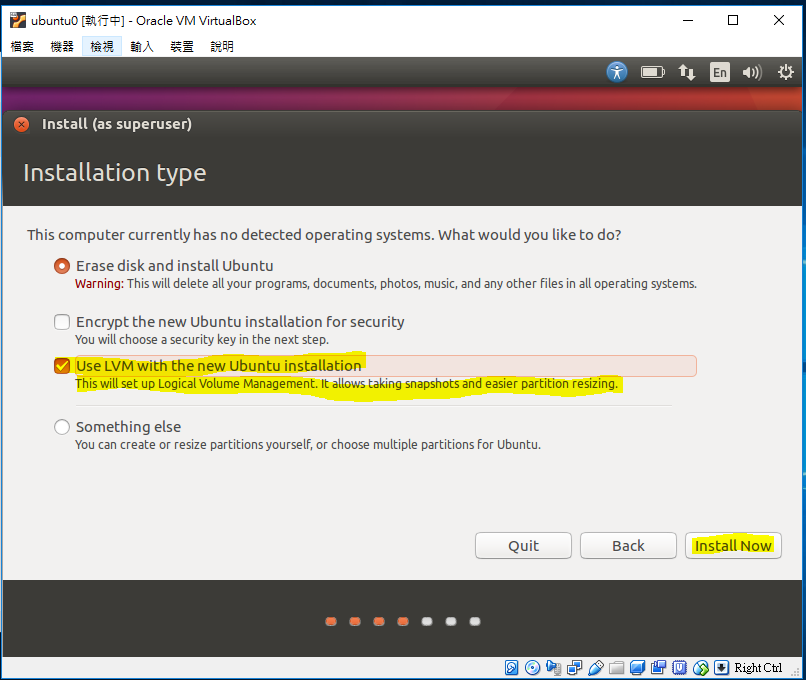 ubuntu0 [執行中] - Oracle VM VirtualBox
檔案 機器 檢視 輸入 裝置 說明
En
Install (as superuser)
Installation type
This computer currently has no detected operating systems. What would you like to do?
Erase disk and install Ubuntu
Warning: This will delete all your programs, documents, photos, music, and any other files in all operating systems.
Encrypt the new Ubuntu installation for security
You will choose a security key in the next step.
Use LVM with the new Ubuntu installation
This will set up Logical Volume Management. It allows taking snapshots and easier partition resizing.
Something else
You can create or resize partitions yourself, or choose multiple partitions for Ubuntu.
Quit Back Install Now
Right Ctrl